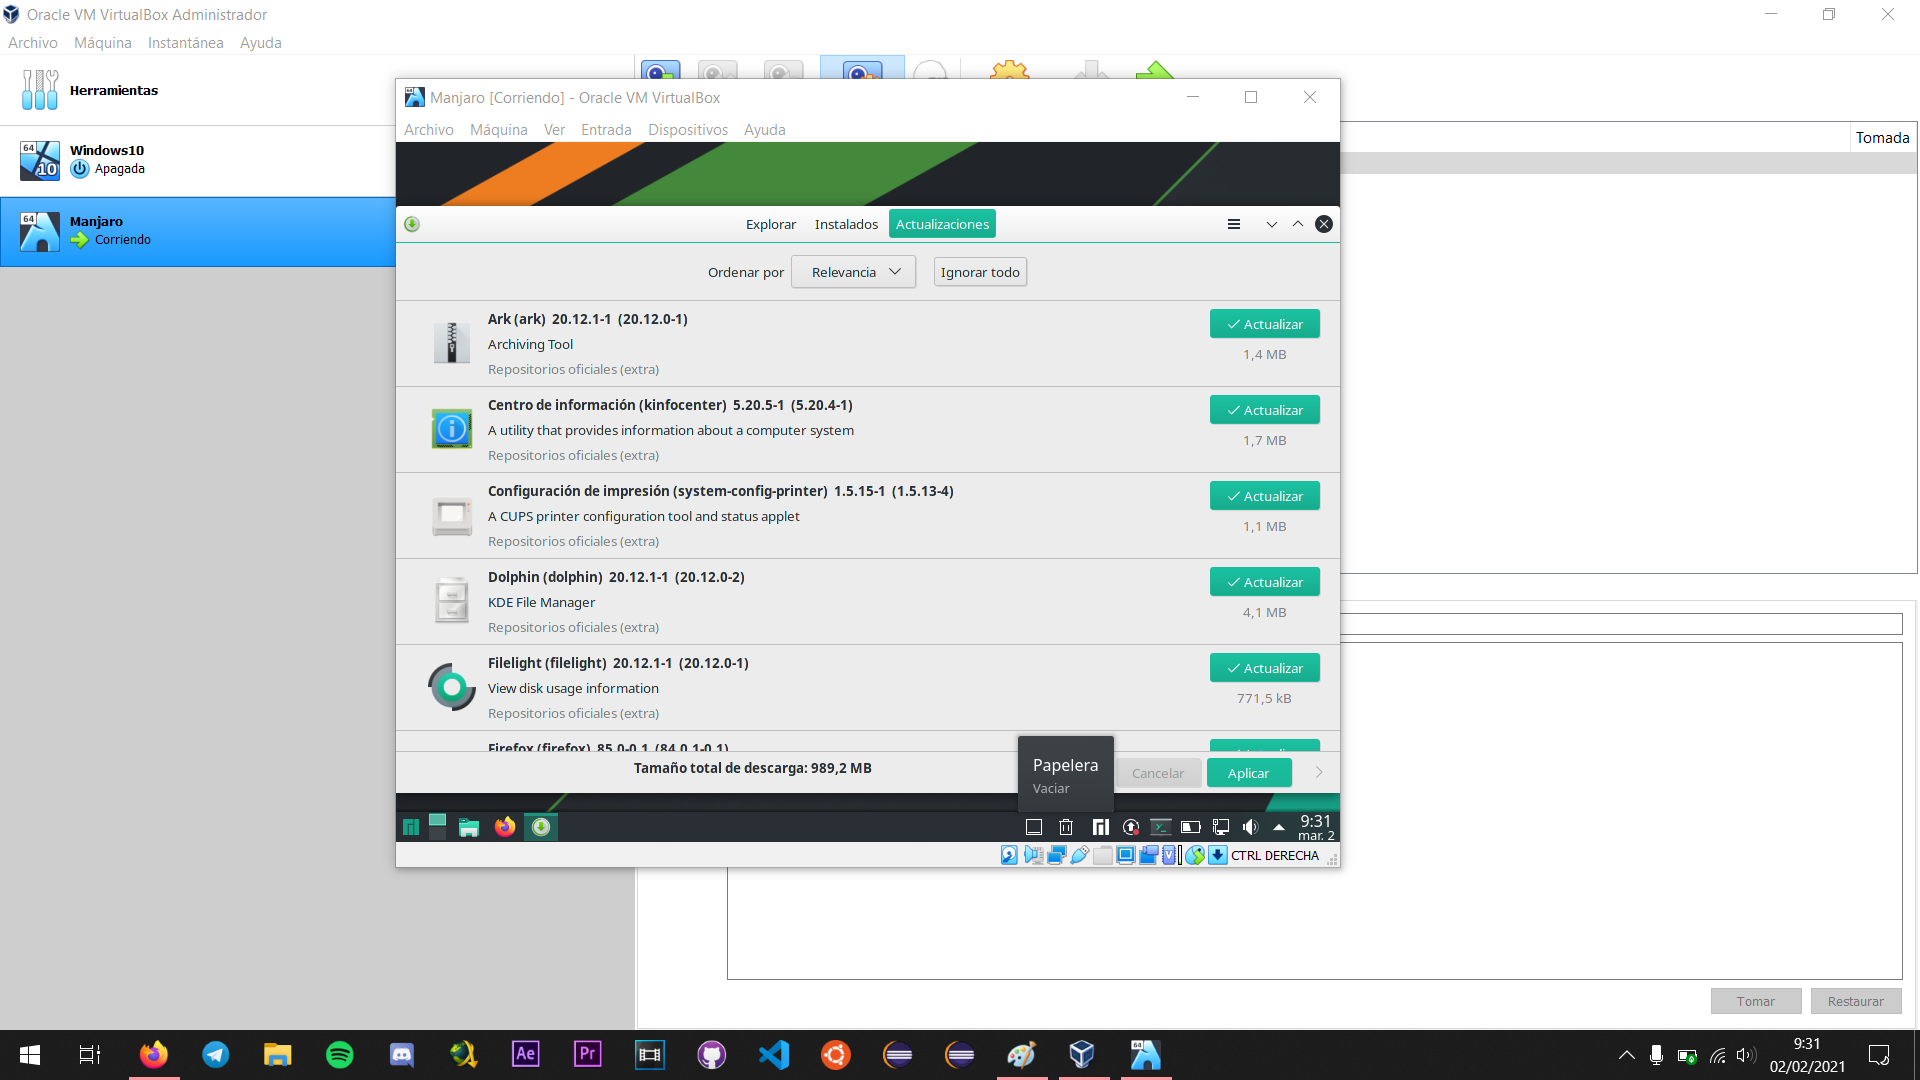 Oracle VM VirtualBox Administrador
Archivo Máquina Instantánea Ayuda
Herramientas
64
10
Windows10
Apagada
64
Manjaro
Corriendo
Tomada
64
Manjaro [Corriendo] - Oracle VM VirtualBox
Archivo Máquina Ver Entrada Dispositivos Ayuda
Explorar Instalados Actualizaciones
Ordenar por Relevancia Ignorar todo
Ark (ark) 20.12.1-1 (20.12.0-1)
Archiving Tool
Repositorios oficiales (extra)
Actualizar
1,4 MB
Centro de información (kinfocenter) 5.20.5-1 (5.20.4-1)
A utility that provides information about a computer system
Repositorios oficiales (extra)
Actualizar
1,7 MB
Configuración de impresión (system-config-printer) 1.5.15-1 (1.5.13-4)
A CUPS printer configuration tool and status applet
Repositorios oficiales (extra)
Actualizar
1,1 MB
Dolphin (dolphin) 20.12.1-1 (20.12.0-2)
KDE File Manager
Repositorios oficiales (extra)
Actualizar
4,1 MB
Filelight (filelight) 20.12.1-1 (20.12.0-1)
View disk usage information
Repositorios oficiales (extra)
Actualizar
771,5 kB
Firefox (firefox) 85.0-0.1 (84.0.1-0.1)
Actualizar
Tamaño total de descarga: 989,2 MB
Papelera
Vaciar
Cancelar Aplicar
9:31
mar. 2
CTRL DERECHA
Tomar Restaurar
Ae
Pr
64
9:31
02/02/2021